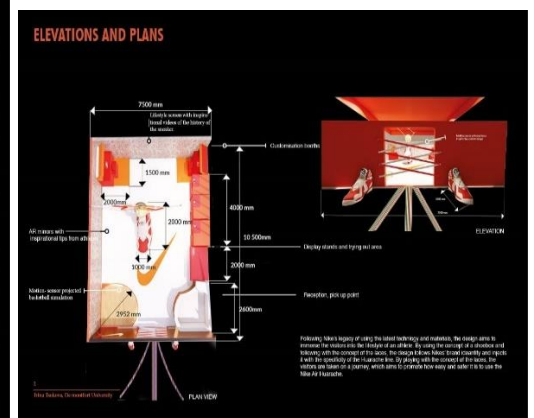 ELEVATIONS AND PLANS
7500 mm
Lifestyle screen with inspira-
tional videos of the history of
the sneaker
Customisation booths
1500 mm
2000mm
2000 mm
4000 mm
10 500mm
AR mirrors with
inspirational tips from
Display stands and trying out area
1000 mm
2000 mm
Motion-sensor projected
basketball simulation
2952 mm
Reception, pick up point
2600mm
PLAN VIEW
ELEVATION
Following Nike's legacy of using the latest technology and materials, the design aims to
immerse the visitors into the lifestyle of an athlete. By using the concept of a shoebox and
following with the concept of the laces, the design follows Nikes' brand identity and injects
it with the specificity of the Huarache line. By playing with the concept of the laces, the
visitors are taken on a journey, which aims to promote how easy and safer it is to use the
Nike Air Huarache.
University